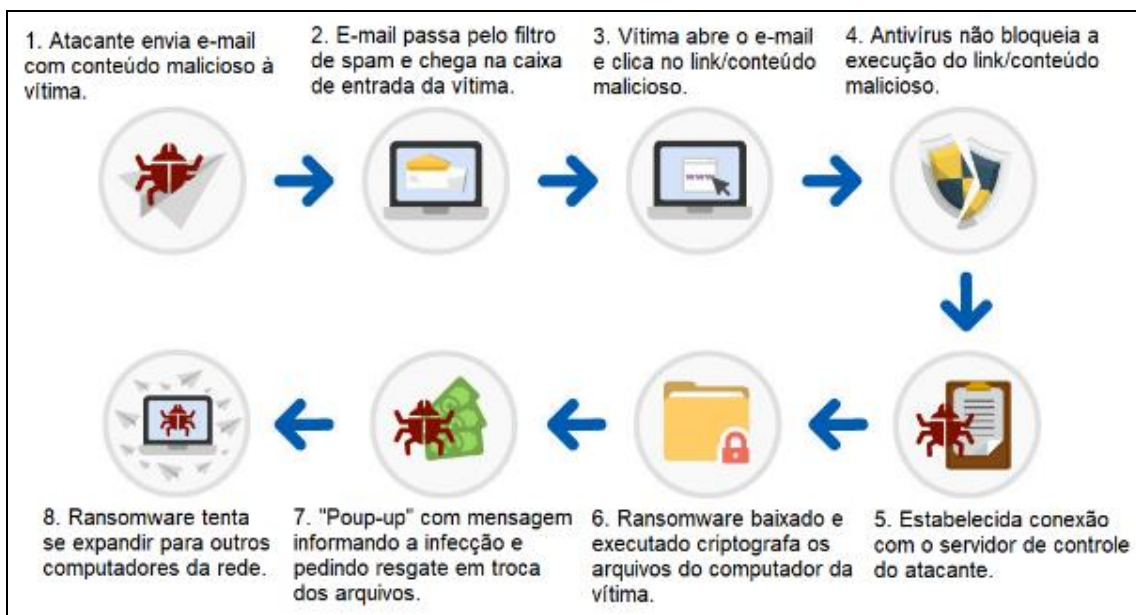 1. Atacante envia e-mail
com conteúdo malicioso à
vítima.
2. E-mail passa pelo filtro
de spam e chega na caixa
de entrada da vítima.
3. Vítima abre o e-mail
e clica no link/conteúdo
malicioso.
4. Antivírus não bloqueia a
execução do link/conteúdo
malicioso.
www
5. Estabelecida conexão
com o servidor de controle
do atacante.
6. Ransomware baixado e
executado criptografa os
arquivos do computador da
vítima.
7. "Poup-up" com mensagem
informando a infecção e
pedindo resgate em troca
dos arquivos.
8. Ransomware tenta
se expandir para outros
computadores da rede.